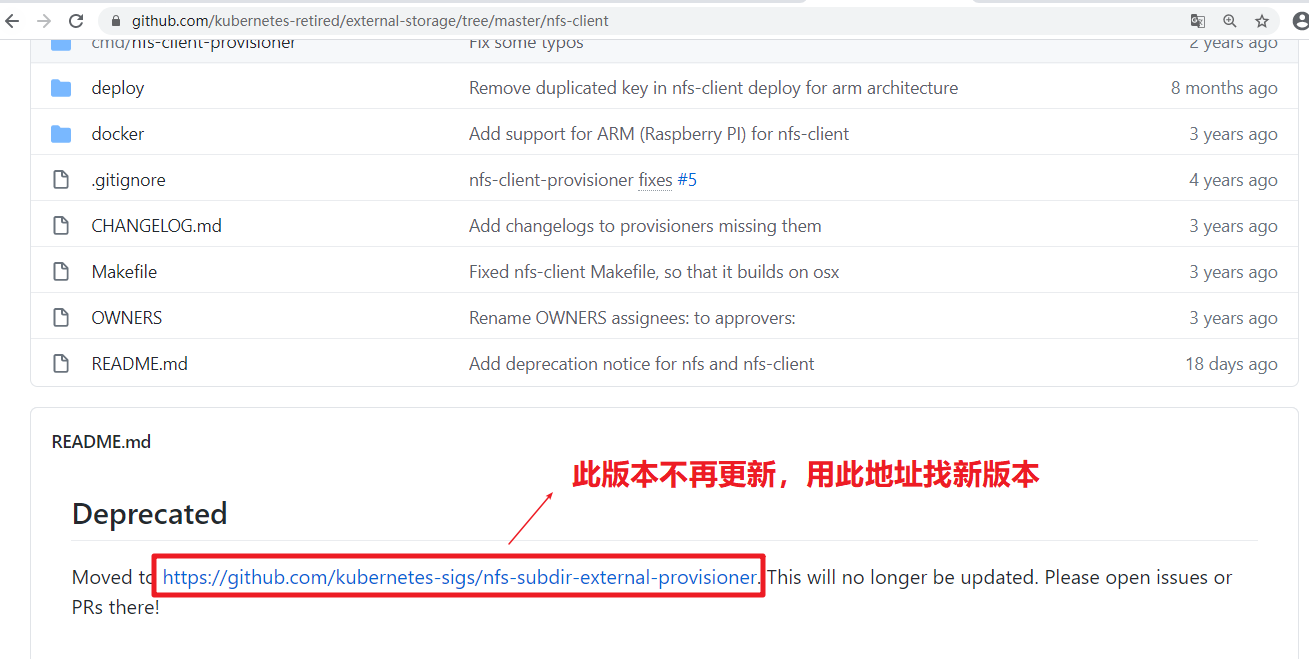 github.com/kubernetes-retired/external-storage/tree/master/nfs-client
cmd/nfs-client-provisioner Fix some typos 2 years ago
deploy Remove duplicated key in nfs-client deploy for arm architecture 8 months ago
docker Add support for ARM (Raspberry PI) for nfs-client 3 years ago
.gitignore nfs-client-provisioner fixes #5 4 years ago
CHANGELOG.md Add changelogs to provisioners missing them 3 years ago
Makefile Fixed nfs-client Makefile, so that it builds on osx 3 years ago
OWNERS Rename OWNERS assignees: to approvers: 3 years ago
README.md Add deprecation notice for nfs and nfs-client 18 days ago
README.md
此版本不再更新，用此地址找新版本
Deprecated
Moved to https://github.com/kubernetes-sigs/nfs-subdir-external-provisioner. This will no longer be updated. Please open issues or
PRs there!